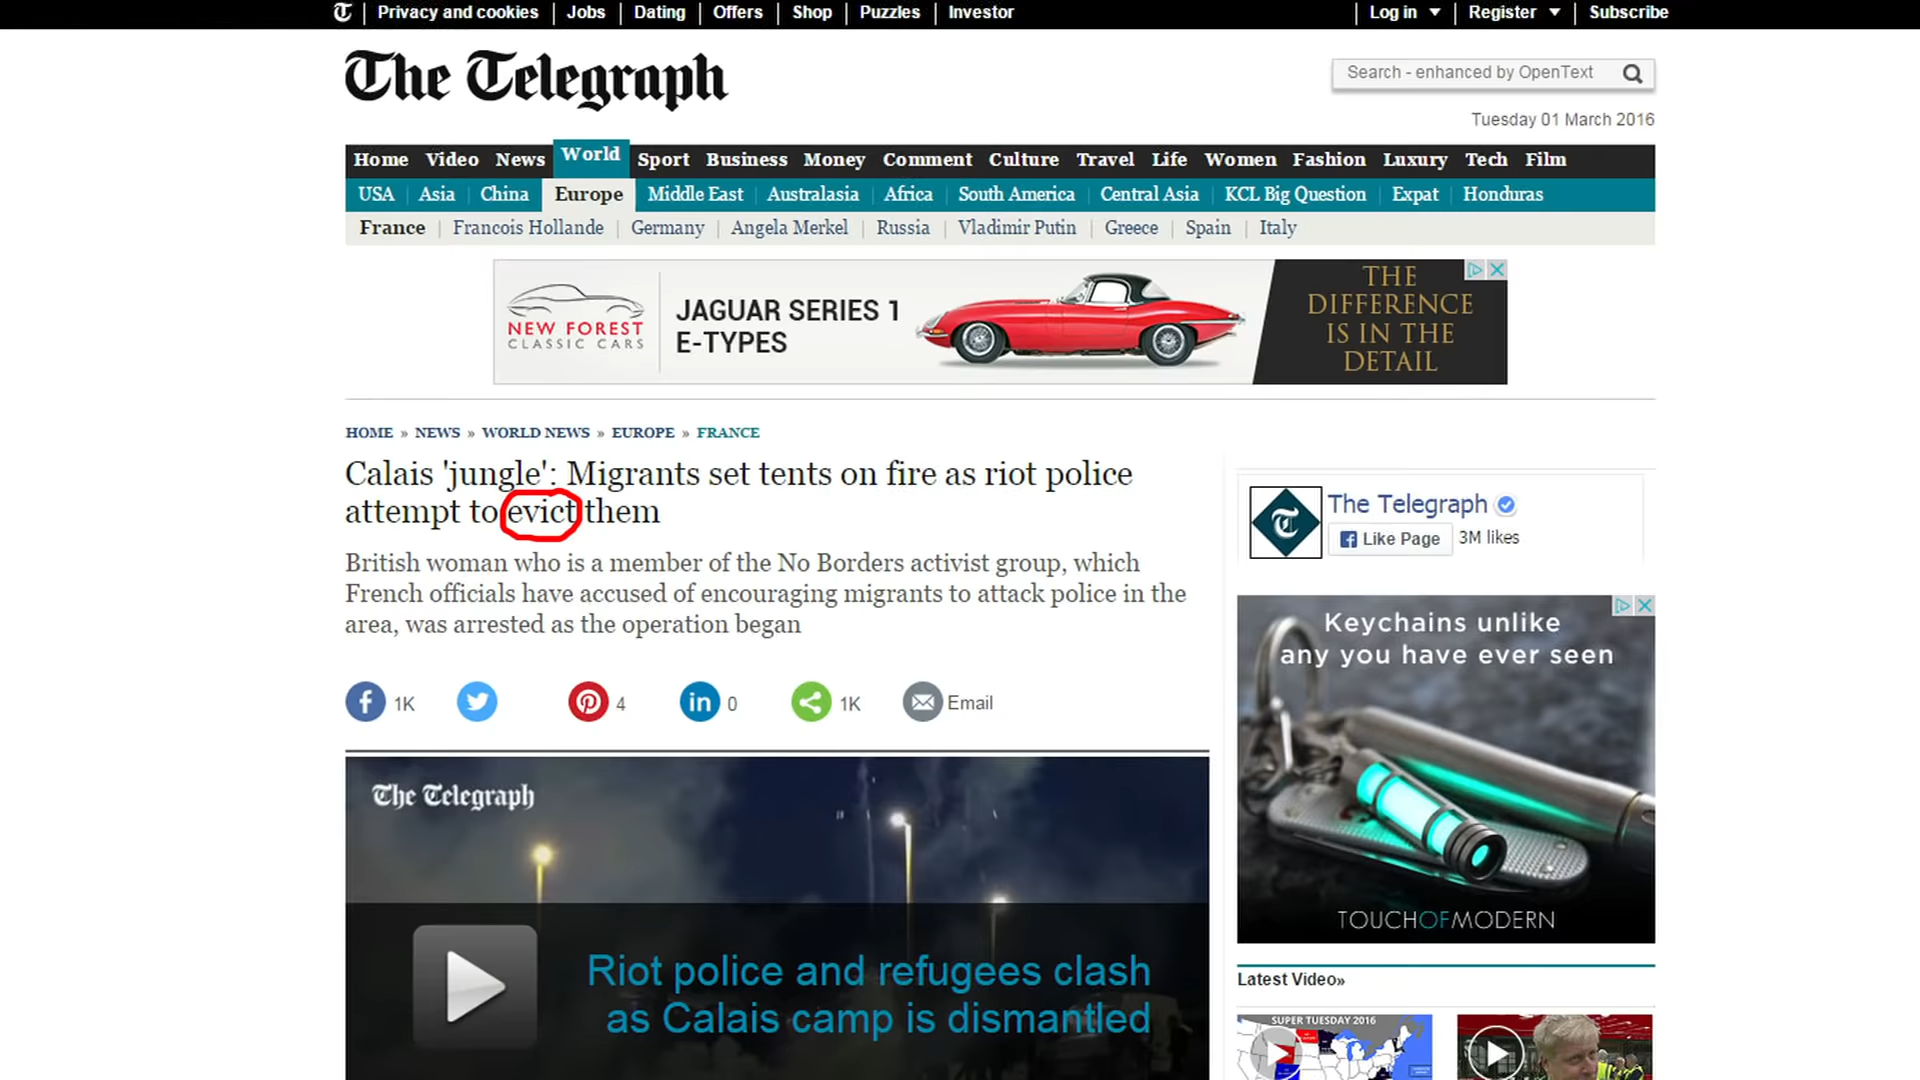 Privacy and cookies Jobs Dating Offers Shop Puzzles Investor Log in Register Subscribe
The Telegraph
Search - enhanced by OpenText
Tuesday 01 March 2016
Home Video News World Sport Business Money Comment Culture Travel Life Women Fashion Luxury Tech Film
USA Asia China Europe Middle East Australasia Africa South America Central Asia KCL Big Question Expat Honduras
France Francois Hollande Germany Angela Merkel Russia Vladimir Putin Greece Spain Italy
NEW FOREST
CLASSIC CARS
JAGUAR SERIES 1
E-TYPES
THE
DIFFERENCE
IS IN THE
DETAIL
HOME » NEWS » WORLD NEWS » EUROPE » FRANCE
Calais 'jungle': Migrants set tents on fire as riot police
attempt to evict them
British woman who is a member of the No Borders activist group, which
French officials have accused of encouraging migrants to attack police in the
area, was arrested as the operation began
1K 4 0 1K Email
The Telegraph
Riot police and refugees clash
as Calais camp is dismantled
The Telegraph
Like Page 3M likes
Keychains unlike
any you have ever seen
TOUCHOFMODERN
Latest Video»
SUPER TUESDAY 2016